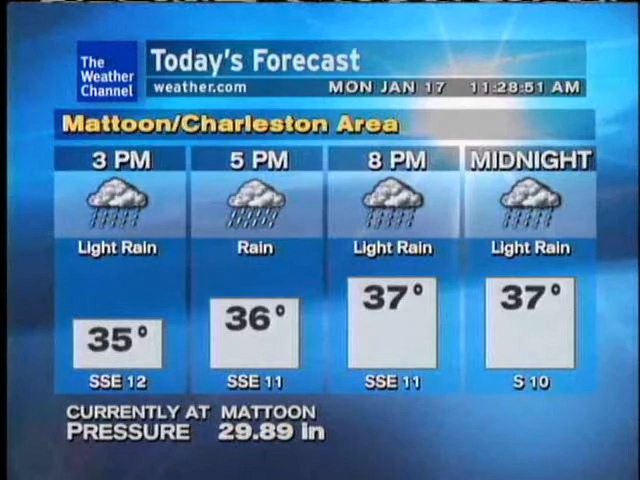 The
Weather
Channel
Today's Forecast
weather.com MON JAN 17 11:28:51 AM
Mattoon/Charleston Area
3 PM 5 PM 8 PM MIDNIGHT
Light Rain Rain Light Rain Light Rain
35° 36° 37° 37°
SSE 12 SSE 11 SSE 11 S 10
CURRENTLY AT MATTOON
PRESSURE 29.89 in